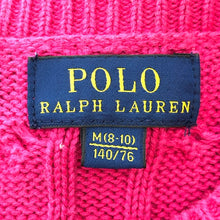 POLO
RALPH LAUREN
M(8-10)
140/76